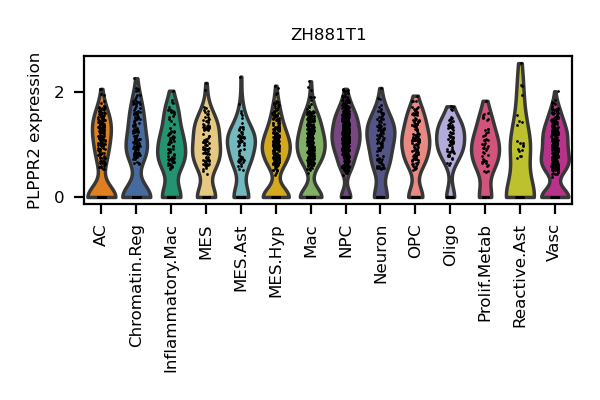 ZH881T1
PLPPR2 expression
2
0
AC
Chromatin.Reg
Inflammatory.Mac
MES
MES.Ast
MES.Hyp
Mac
NPC
Neuron
OPC
Oligo
Prolif.Metab
Reactive.Ast
Vasc